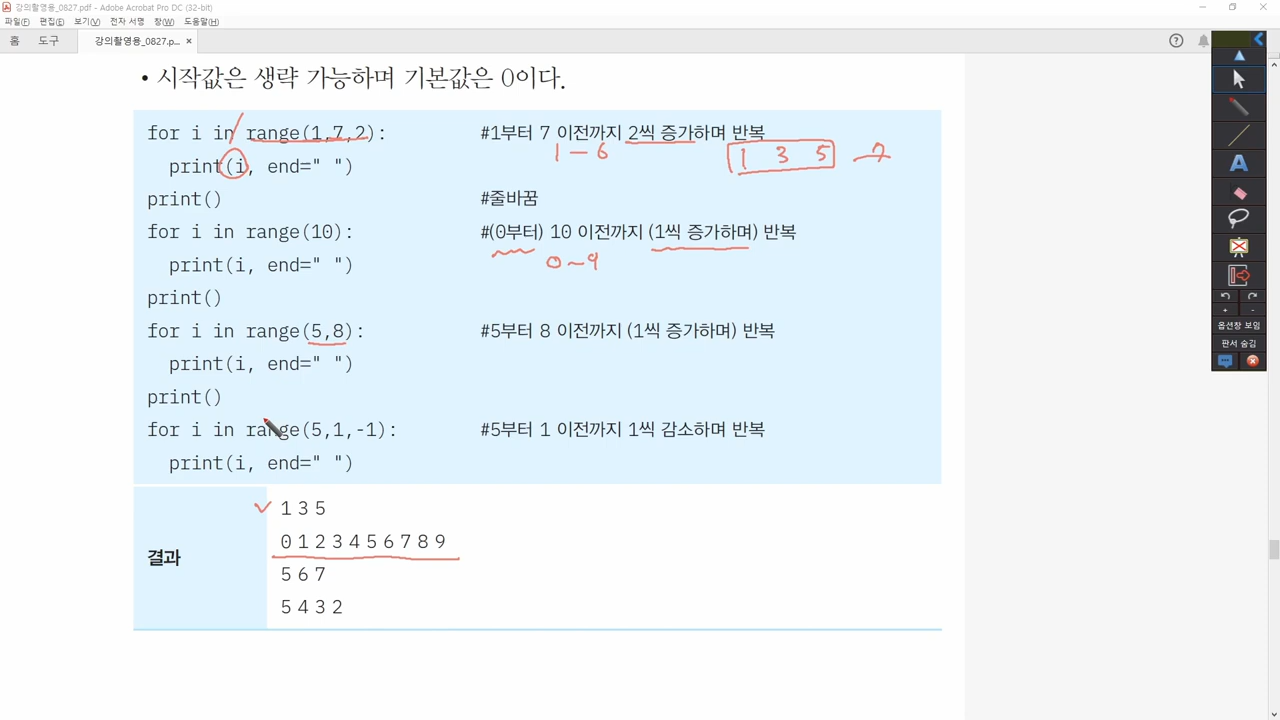 강의촬영용_0827.pdf - Adobe Acrobat Pro DC (32-bit)
파일(F) 편집(E) 보기(V) 전자 서명 창(W) 도움말(H)
홈 도구 강의촬영용_0827.p... ×
• 시작값은 생략 가능하며 기본값은 0이다.
for i in range(1,7,2): #1부터 7 이전까지 2씩 증가하며 반복
1 - 6 1 3 5 7
print(i, end=" ")
print() #줄바꿈
for i in range(10): #(0부터) 10 이전까지 (1씩 증가하며) 반복
print(i, end=" ") 0 ~ 9
print()
for i in range(5,8): #5부터 8 이전까지 (1씩 증가하며) 반복
print(i, end=" ")
print()
for i in range(5,1,-1): #5부터 1 이전까지 1씩 감소하며 반복
print(i, end=" ")
결과
1 3 5
0 1 2 3 4 5 6 7 8 9
5 6 7
5 4 3 2
A
옵션창 보임
판서 숨김